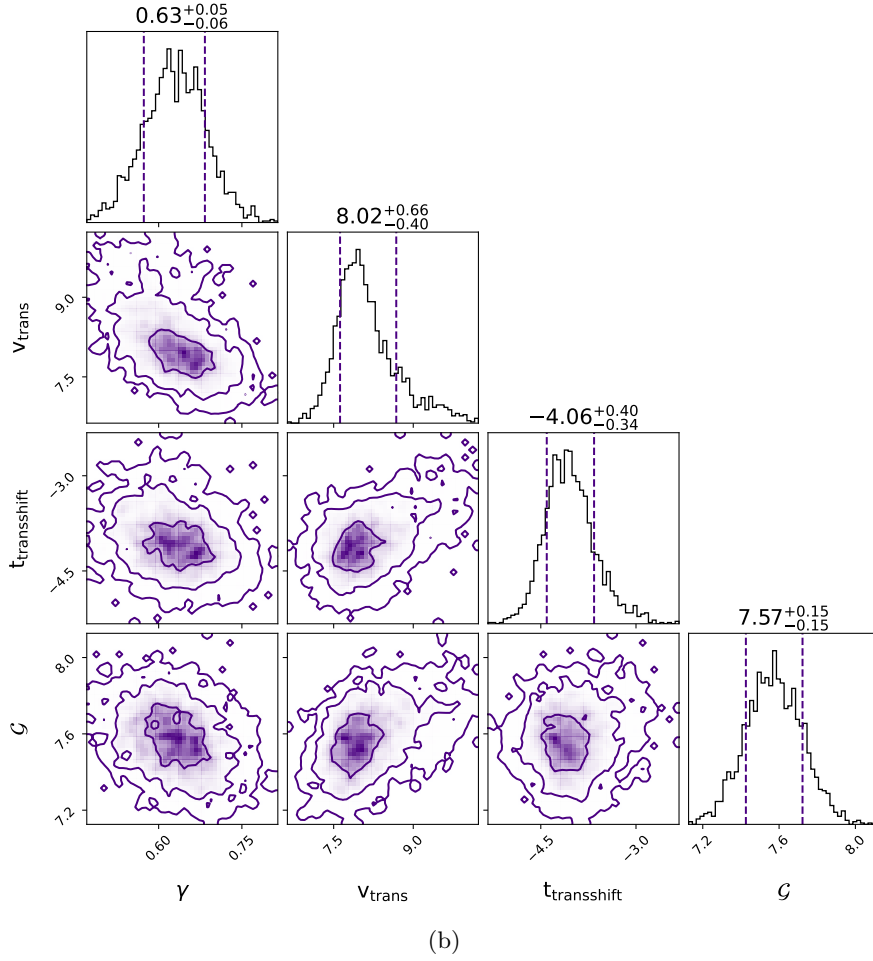 0.63+0.05−0.06
8.02+0.66−0.40
9.0
7.5
vtrans
−4.06+0.40−0.34
−3.0
−4.5
ttransshift
7.57+0.15−0.15
8.0
7.6
7.2
𝒢
0.60 0.75 7.5 9.0 −4.5 −3.0 7.2 7.6 8.0
γ vtrans ttransshift 𝒢
(b)